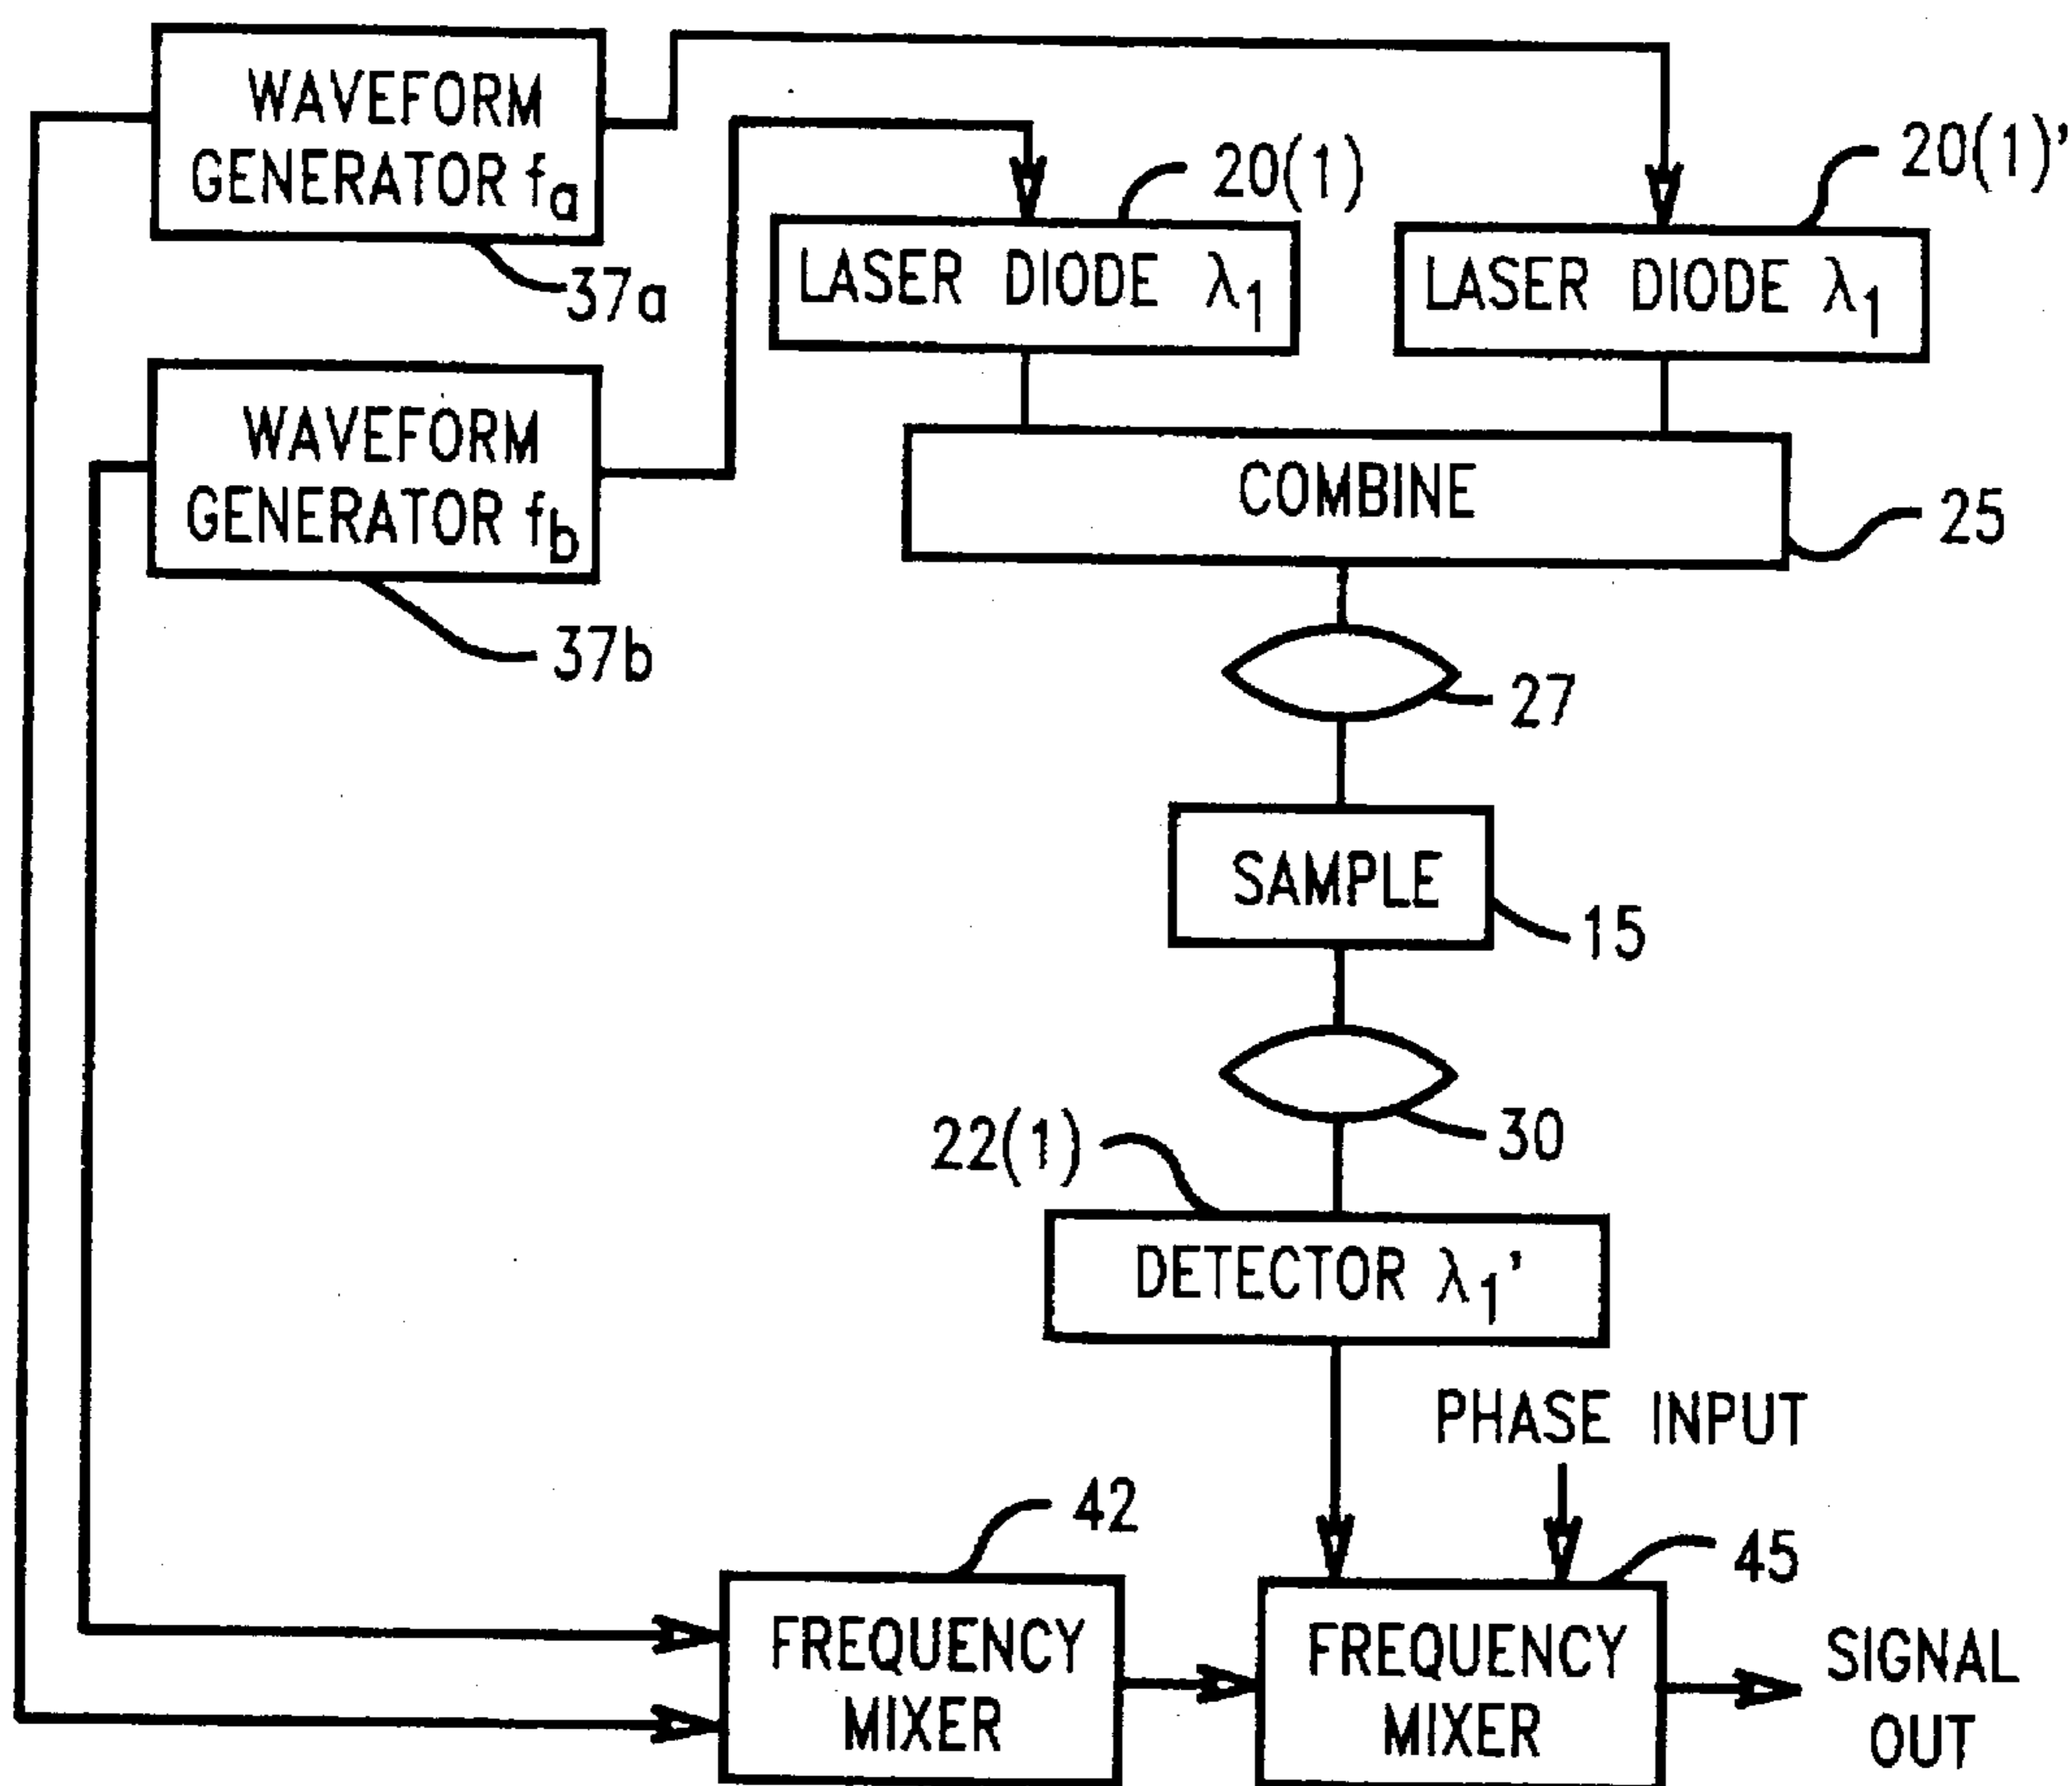 WAVEFORM
GENERATOR fa
37a
20(1)
20(1)'
LASER DIODE λ1
LASER DIODE λ1
WAVEFORM
GENERATOR fb
37b
COMBINE
25
27
SAMPLE
15
30
22(1)
DETECTOR λ1'
PHASE INPUT
42
45
FREQUENCY
MIXER
FREQUENCY
MIXER
SIGNAL
OUT